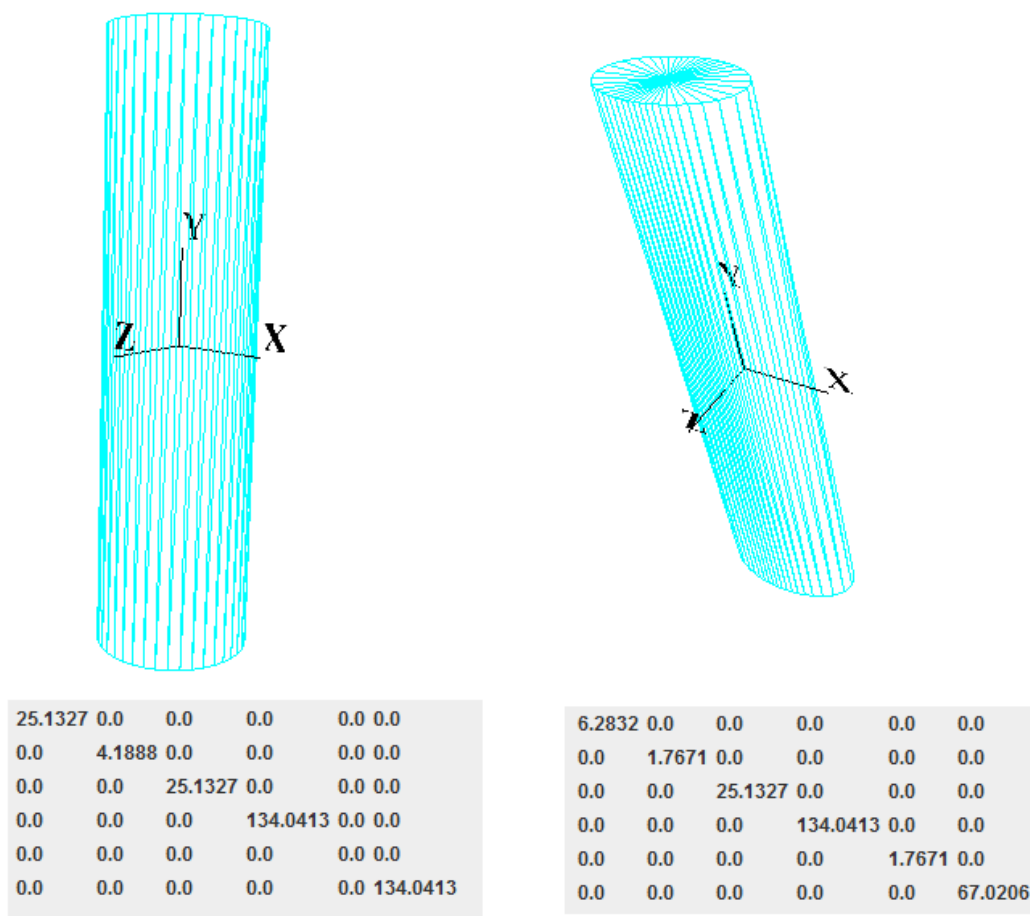 Y
Z X
Y
X
Z
25.1327 0.0 0.0 0.0 0.0 0.0
0.0 4.1888 0.0 0.0 0.0 0.0
0.0 0.0 25.1327 0.0 0.0 0.0
0.0 0.0 0.0 134.0413 0.0 0.0
0.0 0.0 0.0 0.0 0.0 0.0
0.0 0.0 0.0 0.0 0.0 134.0413
6.2832 0.0 0.0 0.0 0.0 0.0
0.0 1.7671 0.0 0.0 0.0 0.0
0.0 0.0 25.1327 0.0 0.0 0.0
0.0 0.0 0.0 134.0413 0.0 0.0
0.0 0.0 0.0 0.0 1.7671 0.0
0.0 0.0 0.0 0.0 0.0 67.0206